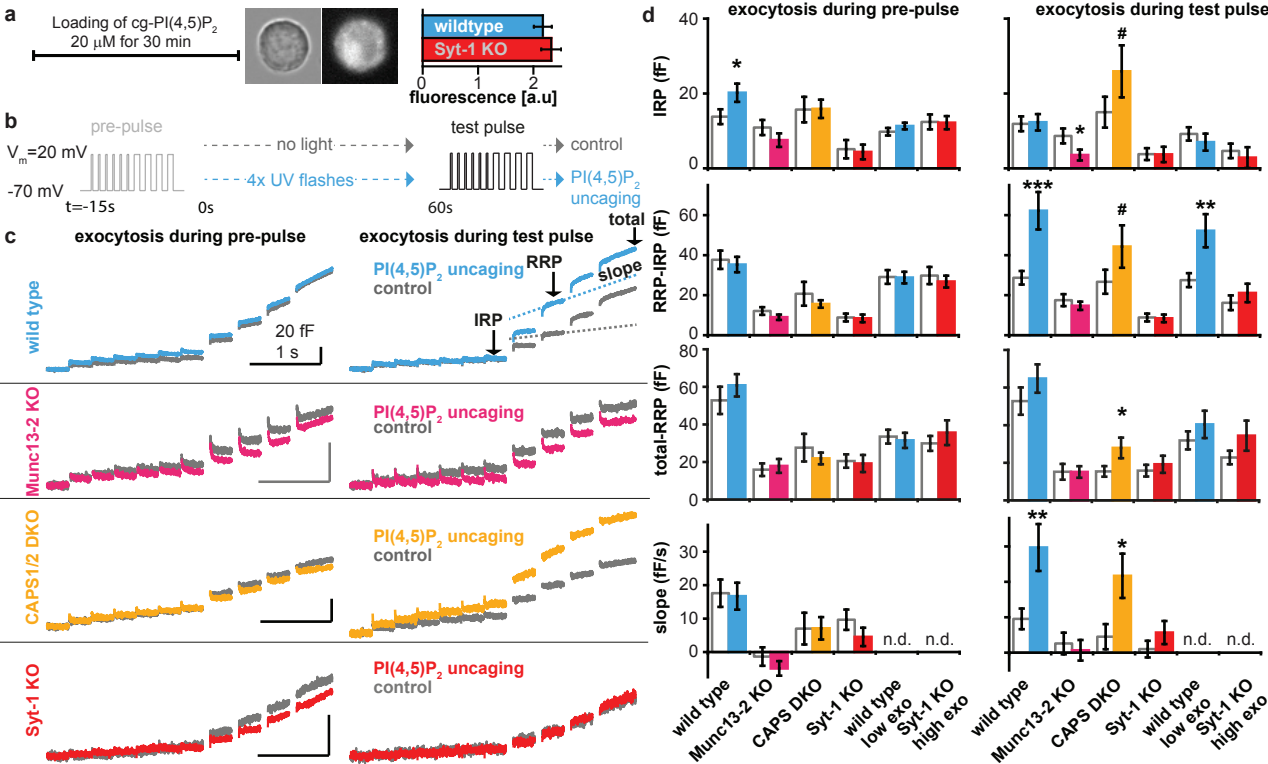 a
Loading of cg-PI(4,5)P2
20 μM for 30 min
wildtype
Syt-1 KO
0 1 2
fluorescence [a.u]
b
pre-pulse
Vm=20 mV
-70 mV
t=-15s
no light
4x UV flashes
0s
60s
test pulse
control
PI(4,5)P2
uncaging
c
exocytosis during pre-pulse
exocytosis during test pulse
total
wild type
20 fF
1 s
PI(4,5)P2 uncaging
control
IRP
RRP
slope
Munc13-2 KO
PI(4,5)P2 uncaging
control
CAPS1/2 DKO
PI(4,5)P2 uncaging
control
Syt-1 KO
PI(4,5)P2 uncaging
control
d
exocytosis during pre-pulse
exocytosis during test pulse
IRP (fF)
40
20
0
*
*
#
RRP-IRP (fF)
60
40
20
0
***
#
**
total-RRP (fF)
80
60
40
20
0
*
slope (fF/s)
30
20
10
0
n.d.
n.d.
**
*
n.d.
n.d.
wild type
Munc13-2 KO
CAPS DKO
Syt-1 KO
wild type
low exo
Syt-1 KO
high exo
wild type
Munc13-2 KO
CAPS DKO
Syt-1 KO
wild type
low exo
Syt-1 KO
high exo